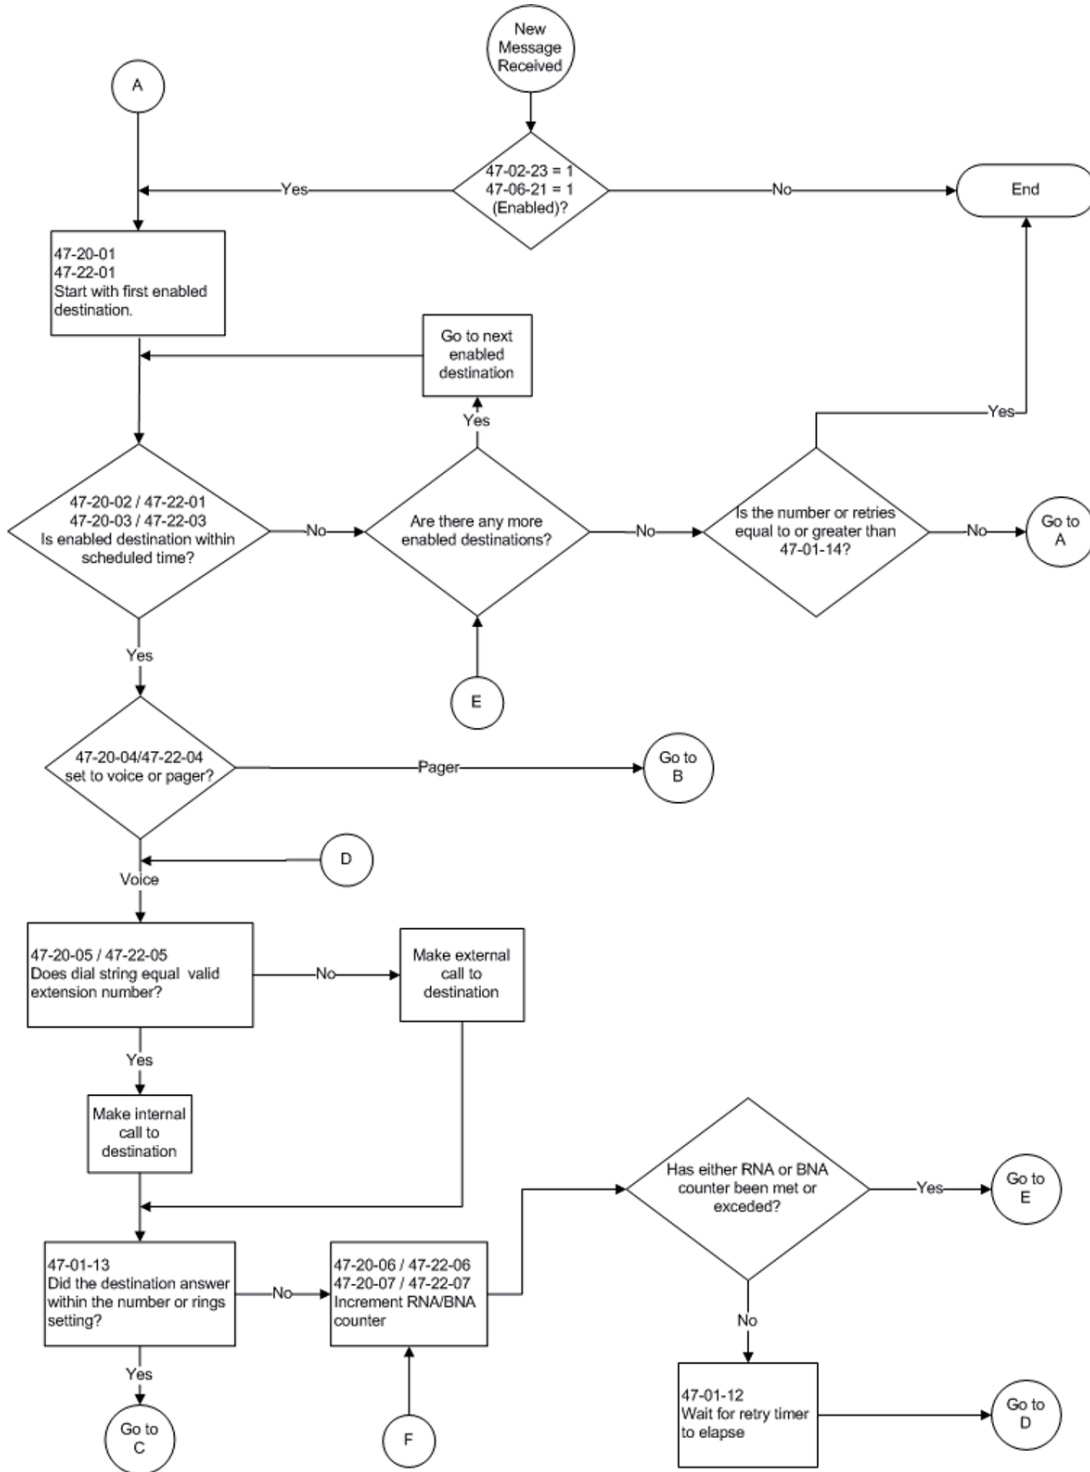 New
Message
Received
A
47-02-23 = 1
47-06-21 = 1
(Enabled)?
Yes
No
End
47-20-01
47-22-01
Start with first enabled
destination.
Go to next
enabled
destination
Yes
Yes
47-20-02 / 47-22-01
47-20-03 / 47-22-03
Is enabled destination within
scheduled time?
No
Are there any more
enabled destinations?
No
Is the number or retries
equal to or greater than
47-01-14?
No
Go to
A
Yes
E
47-20-04/47-22-04
set to voice or pager?
Pager
Go to
B
D
Voice
47-20-05 / 47-22-05
Does dial string equal valid
extension number?
No
Make external
call to
destination
Yes
Make internal
call to
destination
Has either RNA or BNA
counter been met or
exceded?
Yes
Go to
E
47-01-13
Did the destination answer
within the number or rings
setting?
No
47-20-06 / 47-22-06
47-20-07 / 47-22-07
Increment RNA/BNA
counter
No
Yes
Go to
C
F
47-01-12
Wait for retry timer
to elapse
Go to
D